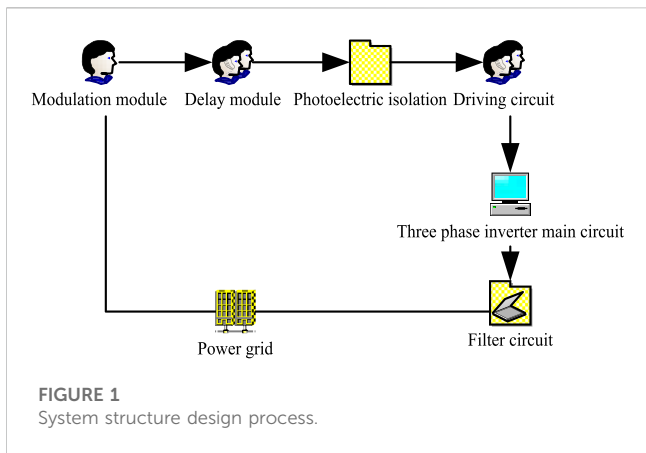 Modulation module Delay module Photoelectric isolation Driving circuit
Three phase inverter main circuit
Filter circuit
Power grid
FIGURE 1
System structure design process.